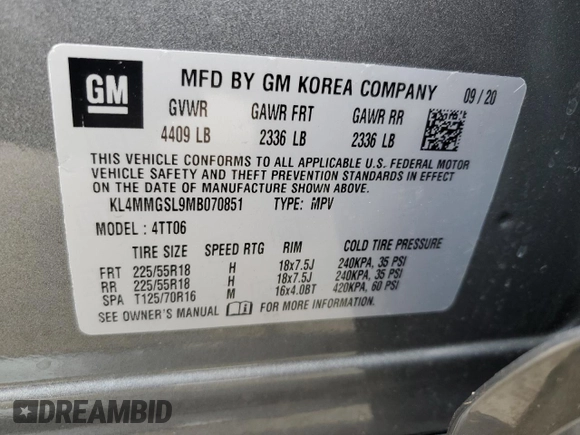 GM
MFD BY GM KOREA COMPANY
09 / 20
GVWR GAWR FRT GAWR RR
4409 LB 2336 LB 2336 LB
THIS VEHICLE CONFORMS TO ALL APPLICABLE U.S. FEDERAL MOTOR
VEHICLE SAFETY AND THEFT PREVENTION STANDARDS IN EFFECT
ON THE DATE OF MANUFACTURE SHOWN ABOVE.
KL4MMGSL9MB070851 TYPE: MPV
MODEL : 4TT06
TIRE SIZE SPEED RTG RIM COLD TIRE PRESSURE
FRT 225/55R18 H 18x7.5J 240KPA, 35 PSI
RR 225/55R18 H 18x7.5J 240KPA, 35 PSI
SPA T125/70R16 M 16x4.0BT 420KPA, 60 PSI
SEE OWNER'S MANUAL FOR MORE INFORMATION.
DREAMBID